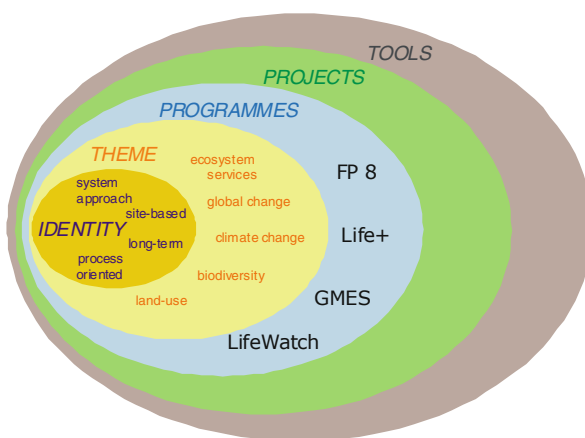 TOOLS
PROJECTS
PROGRAMMES
THEME
ecosystem
services
global change
climate change
biodiversity
land-use
system
approach
site-based
IDENTITY
long-term
process
oriented
FP 8
Life+
GMES
LifeWatch